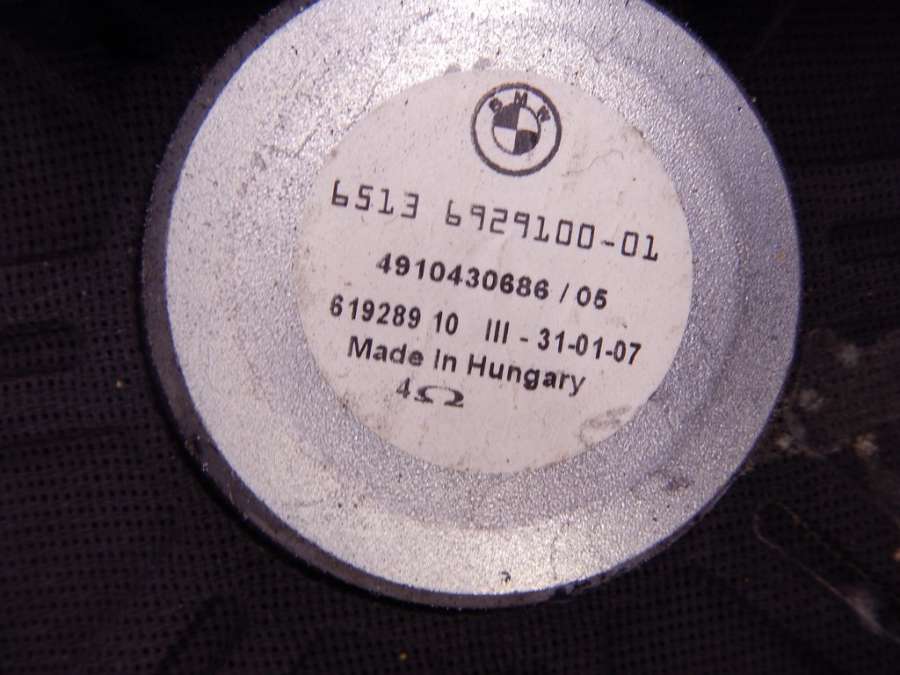 BMW
6513 6929100-01
4910430686 / 05
619289 10 III - 31-01-07
Made In Hungary
4Ω